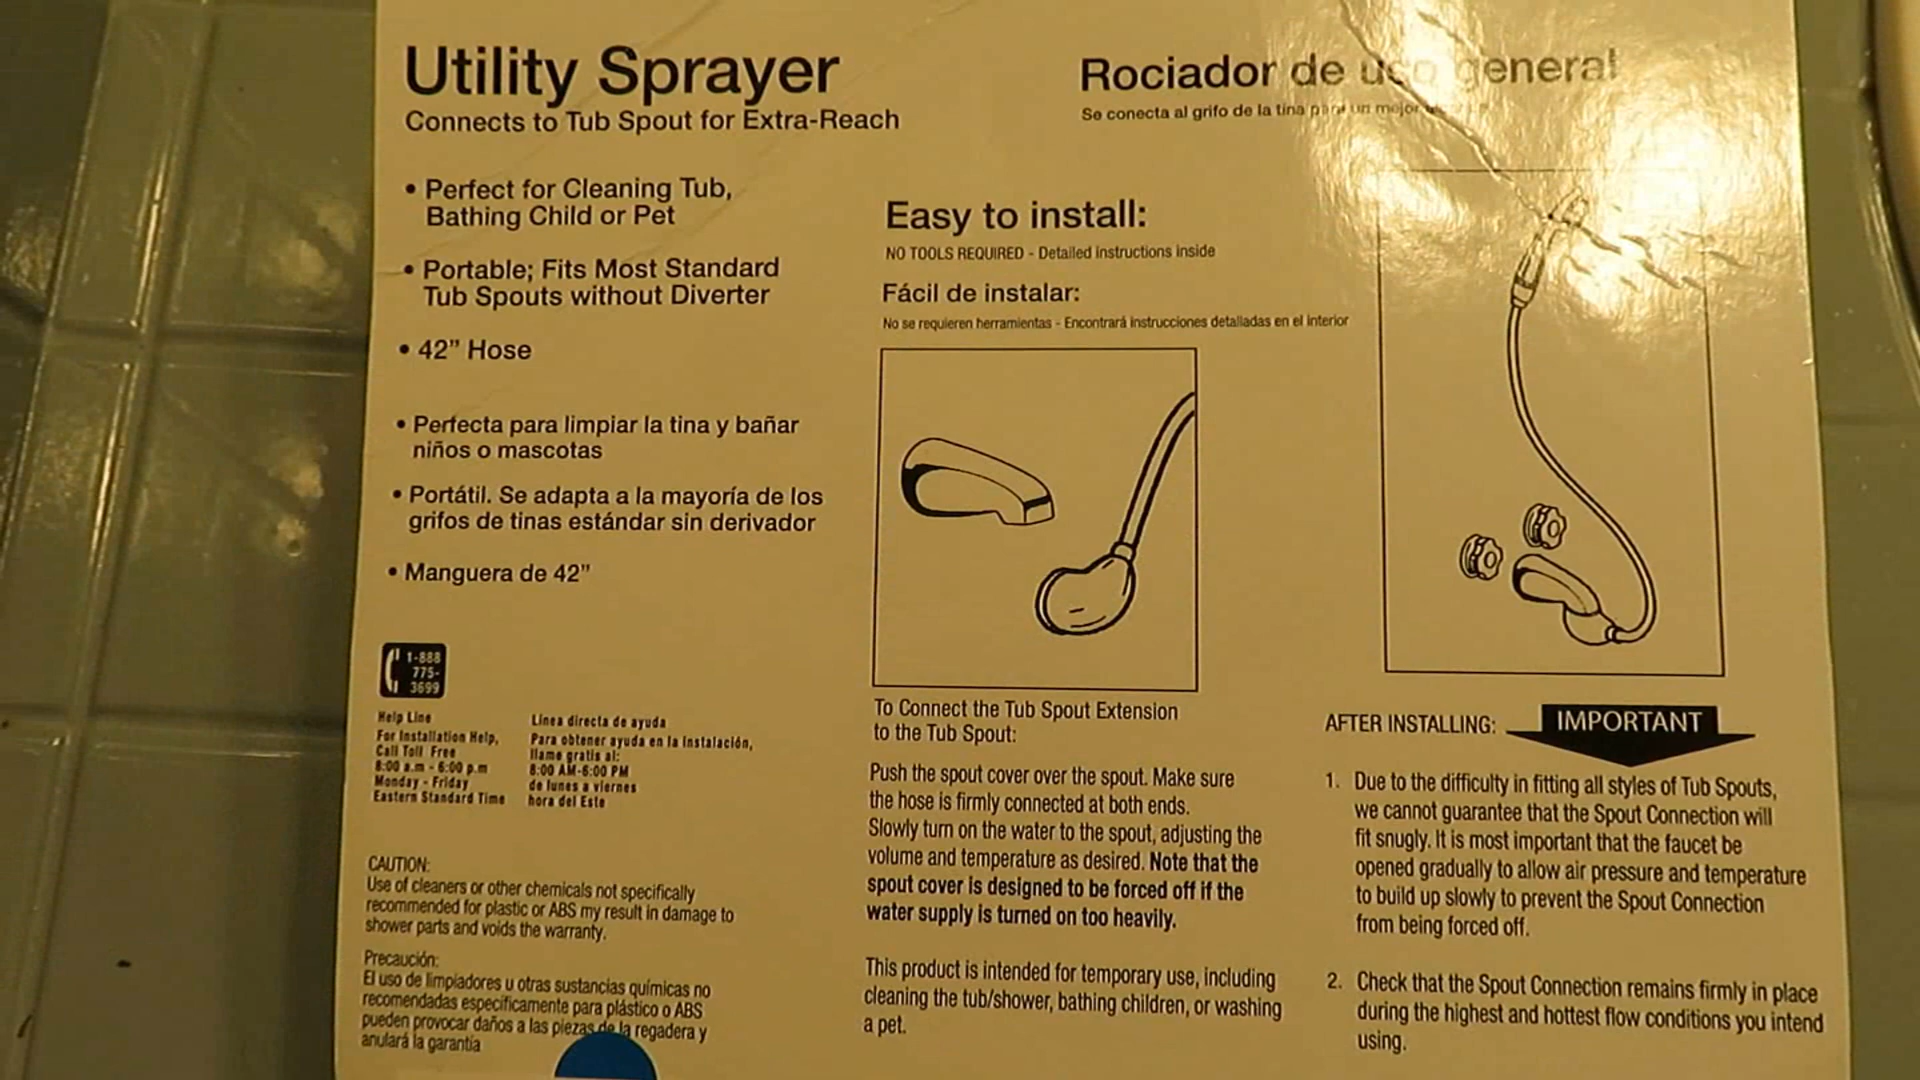 Utility Sprayer
Connects to Tub Spout for Extra-Reach
• Perfect for Cleaning Tub,
Bathing Child or Pet
• Portable; Fits Most Standard
Tub Spouts without Diverter
• 42” Hose
• Perfecta para limpiar la tina y bañar
niños o mascotas
• Portátil. Se adapta a la mayoría de los
grifos de tinas estándar sin derivador
• Manguera de 42”
1-888
775-
3699
Help Line
For Installation Help,
Call Toll Free
8:00 a.m - 6:00 p.m
Monday - Friday
Eastern Standard Time
Linea directa de ayuda
Para obtener ayuda en la Instalación,
llame gratis al:
8:00 AM-6:00 PM
de lunes a viernes
hora del Este
CAUTION:
Use of cleaners or other chemicals not specifically
recommended for plastic or ABS my result in damage to
shower parts and voids the warranty.
Precaución:
El uso de limpiadores u otras sustancias químicas no
recomendadas específicamente para plástico o ABS
pueden provocar daños a las piezas de la regadera y
anulará la garantía
Rociador de uso general
Se conecta al grifo de la tina para un mejor
Easy to install:
NO TOOLS REQUIRED - Detailed instructions inside
Fácil de instalar:
No se requieren herramientas - Encontrará instrucciones detalladas en el interior
To Connect the Tub Spout Extension
to the Tub Spout:
Push the spout cover over the spout. Make sure
the hose is firmly connected at both ends.
Slowly turn on the water to the spout, adjusting the
volume and temperature as desired. Note that the
spout cover is designed to be forced off if the
water supply is turned on too heavily.
This product is intended for temporary use, including
cleaning the tub/shower, bathing children, or washing
a pet.
AFTER INSTALLING: IMPORTANT
1. Due to the difficulty in fitting all styles of Tub Spouts,
we cannot guarantee that the Spout Connection will
fit snugly. It is most important that the faucet be
opened gradually to allow air pressure and temperature
to build up slowly to prevent the Spout Connection
from being forced off.
2. Check that the Spout Connection remains firmly in place
during the highest and hottest flow conditions you intend
using.